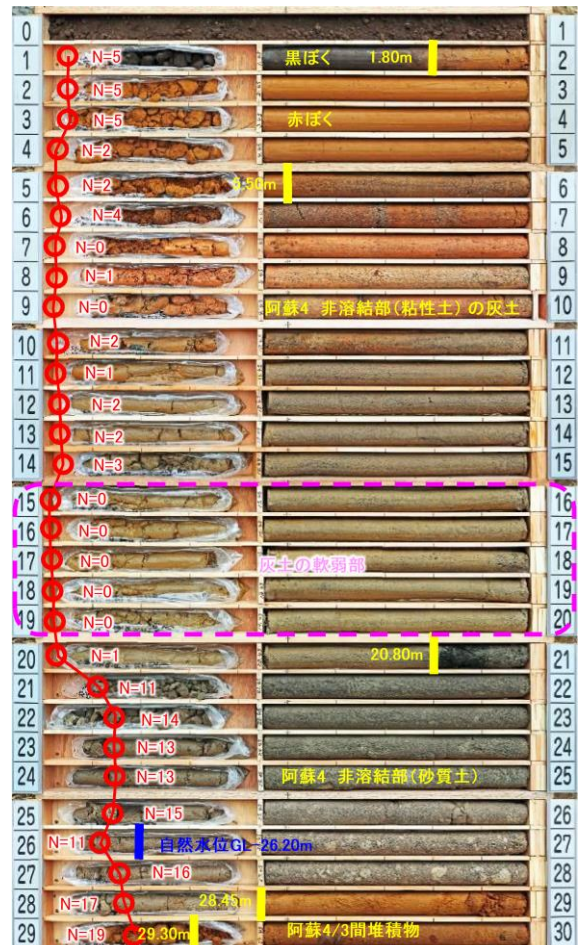 0 1
1 N=5 黒ぼく 1.80m 2
2 N=5 3
3 N=5 赤ぼく 4
4 N=2 5
5 N=2 5.50m 6
6 N=4 7
7 N=0 8
8 N=1 9
9 N=0 阿蘇4 非溶結部(粘性土)の灰土 10
10 N=2 11
11 N=1 12
12 N=2 13
13 N=2 14
14 N=3 15
15 N=0 16
16 N=0 17
17 N=0 灰土の軟弱部 18
18 N=0 19
19 N=0 20
20 N=1 20.80m 21
21 N=11 22
22 N=14 23
23 N=13 24
24 N=13 阿蘇4 非溶結部(砂質土) 25
25 N=15 26
26 N=11 自然水位GL-26.20m 27
27 N=16 28
28 N=17 28.45m 29
29 N=19 29.30m 阿蘇4/3間堆積物 30